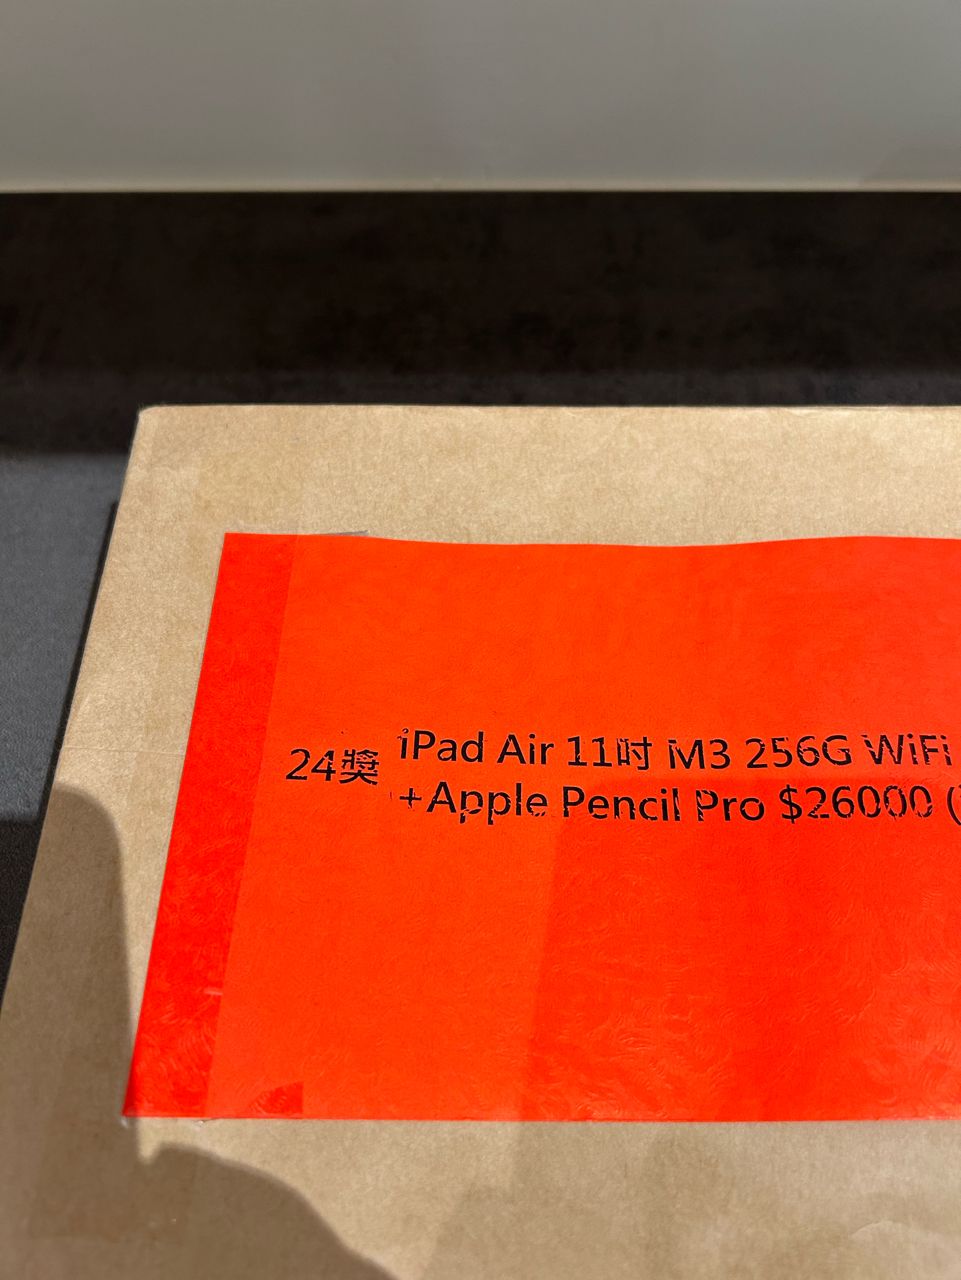 24獎
iPad Air 11吋 M3 256G WiFi
+Apple Pencil Pro $26000 (